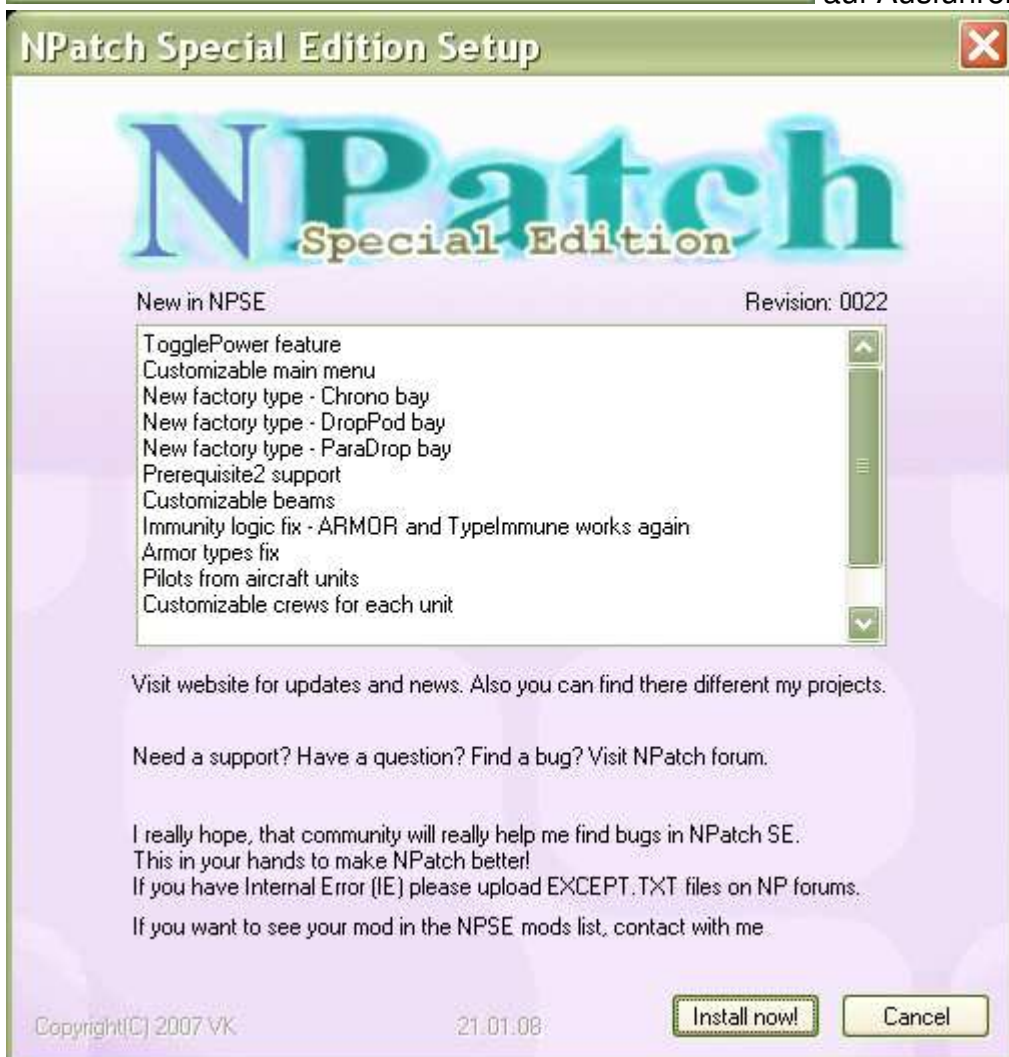 auf Ausführen
NPatch Special Edition Setup
NPatch
Special Edition
New in NPSE Revision: 0022
TogglePower feature
Customizable main menu
New factory type - Chrono bay
New factory type - DropPod bay
New factory type - ParaDrop bay
Prerequisite2 support
Customizable beams
Immunity logic fix - ARMOR and TypeImmune works again
Armor types fix
Pilots from aircraft units
Customizable crews for each unit
Visit website for updates and news. Also you can find there different my projects.
Need a support? Have a question? Find a bug? Visit NPatch forum.
I really hope, that community will really help me find bugs in NPatch SE.
This in your hands to make NPatch better!
If you have Internal Error (IE) please upload EXCEPT.TXT files on NP forums.
If you want to see your mod in the NPSE mods list, contact with me
Copyright(C) 2007 VK 21.01.08 Install now! Cancel